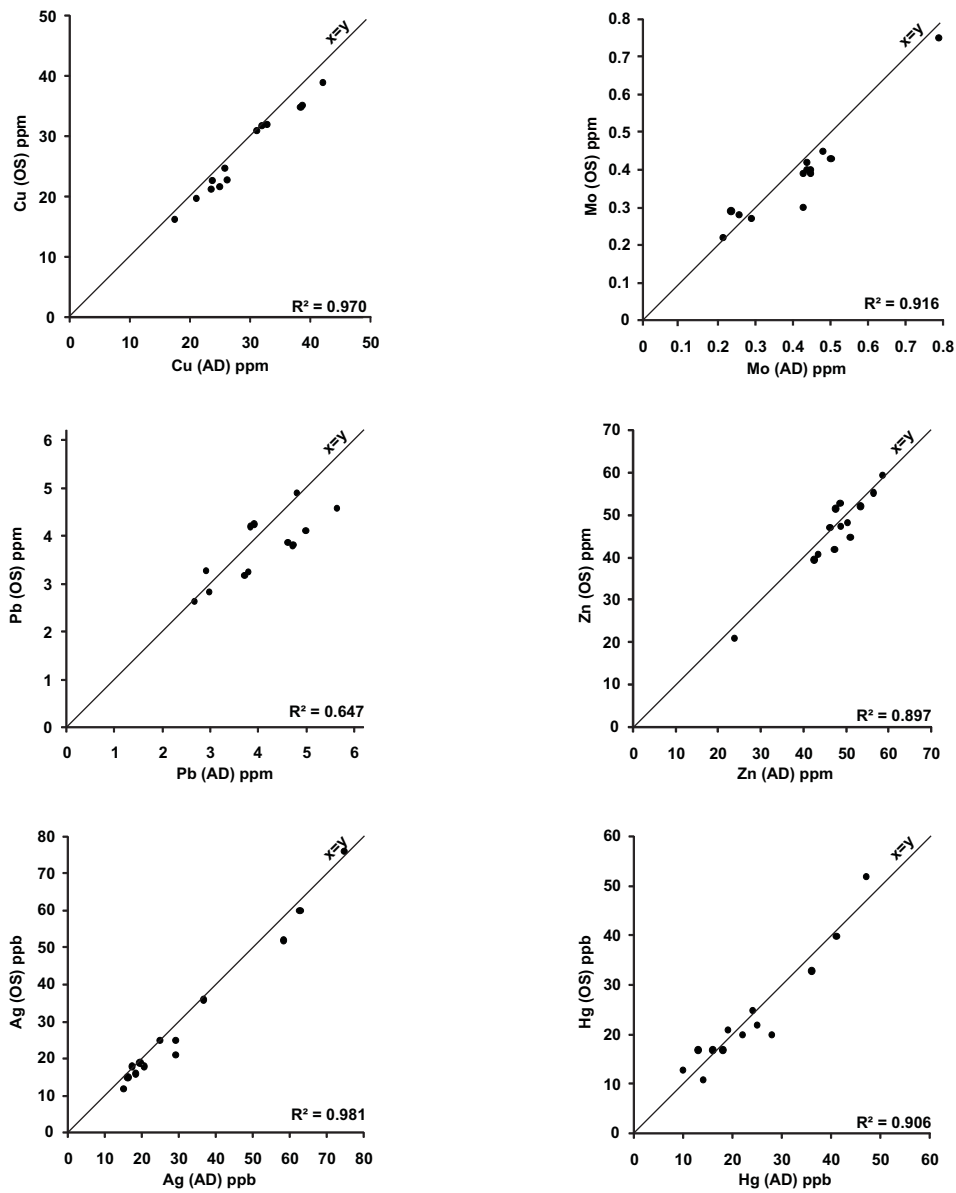 50
40
30
20
10
0
Cu (OS) ppm
x=y
R² = 0.970
0 10 20 30 40 50
Cu (AD) ppm
0.8
0.7
0.6
0.5
0.4
0.3
0.2
0.1
0
Mo (OS) ppm
x=y
R² = 0.916
0 0.1 0.2 0.3 0.4 0.5 0.6 0.7 0.8
Mo (AD) ppm
6
5
4
3
2
1
0
Pb (OS) ppm
x=y
R² = 0.647
0 1 2 3 4 5 6
Pb (AD) ppm
70
60
50
40
30
20
10
0
Zn (OS) ppm
x=y
R² = 0.897
0 10 20 30 40 50 60 70
Zn (AD) ppm
80
70
60
50
40
30
20
10
0
Ag (OS) ppb
x=y
R² = 0.981
0 10 20 30 40 50 60 70 80
Ag (AD) ppb
60
50
40
30
20
10
0
Hg (OS) ppb
x=y
R² = 0.906
0 10 20 30 40 50 60
Hg (AD) ppb